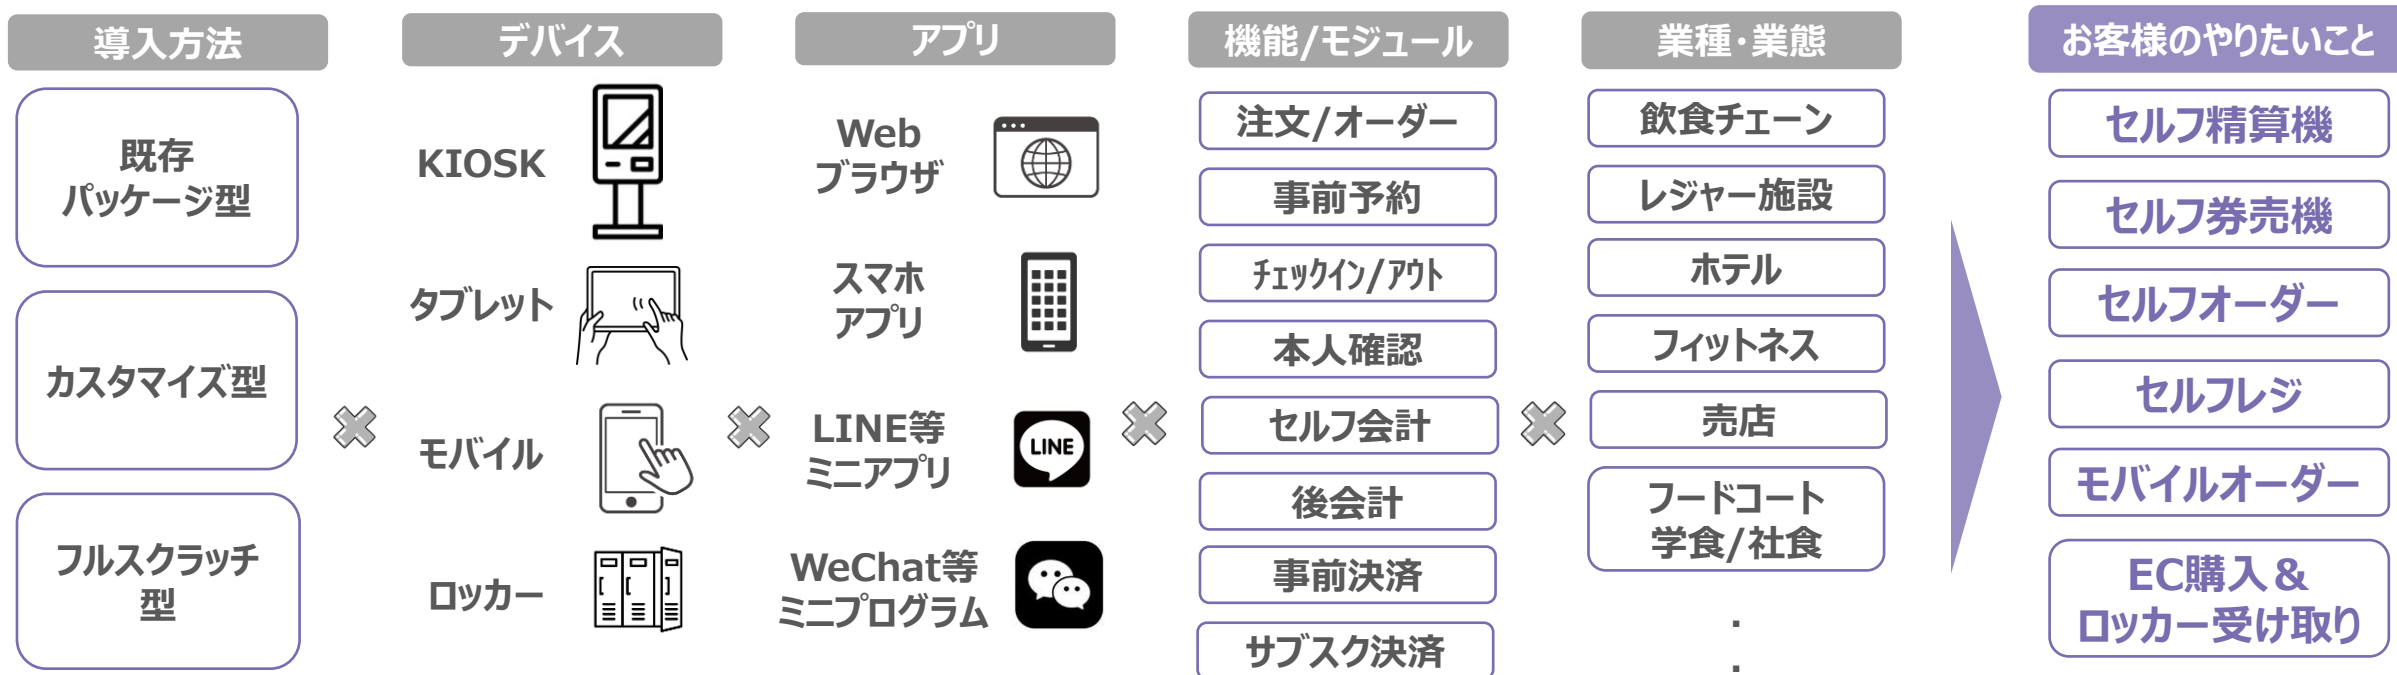 導入方法
既存
パッケージ型
カスタマイズ型
フルスクラッチ
型
デバイス
KIOSK
タブレット
モバイル
ロッカー
アプリ
Web
ブラウザ
スマホ
アプリ
LINE等
ミニアプリ
LINE
WeChat等
ミニプログラム
機能/モジュール
注文/オーダー
事前予約
ﾁｪｯｸｲﾝ/ｱｳﾄ
本人確認
セルフ会計
後会計
事前決済
サブスク決済
業種・業態
飲食チェーン
レジャー施設
ホテル
フィットネス
売店
フードコート
学食/社食
.
.
お客様のやりたいこと
セルフ精算機
セルフ券売機
セルフオーダー
セルフレジ
モバイルオーダー
EC購入＆
ロッカー受け取り